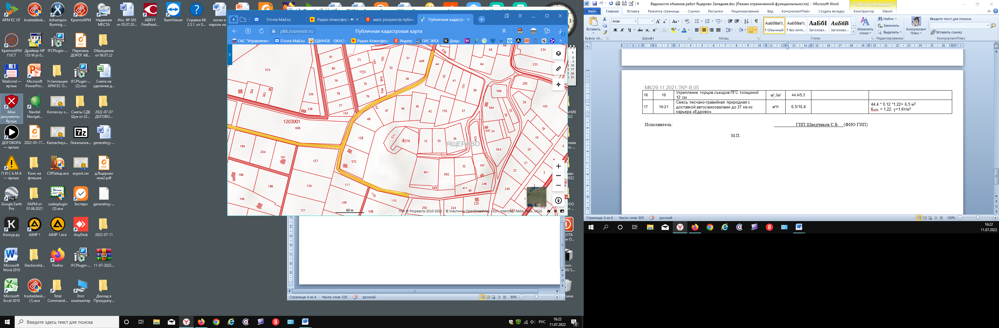 АРМ ЕС ОГ
trusteddesk...
Ashampoo Burning ...
КриптоАРМ
Недавние МЕСТА
Исх. № 303 от 05.07.20...
ABBYY FineRead...
TeamViewer
Справки БК 2.5.1. от 0...
логин и пароль на
КриптоАРМ ГОСТ
Драйвер HP 135 W jn 0...
IFCPlugin-...
Перечень ДОРОГ АВ...
Обращение от 06.07.22
Totalcmd — ярлык
Microsoft PowerPoi...
Установщик АРМ ЕС О...
IFCPlugin-... (2).msi
Смета на удаление д...
Мои документы - Ярлык
Navitel Navigat...
Kornevoy-s...
Сметы СДК Шуя от 22...
2022-07-07 ДОГОВО...
ДОГОВОРА — ярлык
2022-05-17...
Kaznacheys...
Локальное...
generalnyj-...
П И С Ь М А — ярлык
Конс на флешке
CSPSetup.exe
export.cer
д.Ящерово изм2.pdf
Google Earth Pro
ЛАРМ от 01.06.2021
cadesplugin (3).exe
Экстерн
generalnyj-...
Контур.ру
AIMP 1
AIMP 1.exe
AnyDesk
2022-07-11
Microsoft Word 2010
ElectionAd...
Firefox
IFCPlugin-...
11-07-2022...
Microsoft Excel 2010
trusteddesk... (1).exe
Total Command...
Этот компьютер
Доклад в Прокурату...
Введите здесь текст для поиска
РУС
16:22
11.07.2022
4
Почта Mail.ru
Радио Атмосфера
мапс росреестр публич
Публичная кадастро
pkk.rosreestr.ru
Публичная кадастровая карта
ГАС "Управление"
Почта Mail.ru
ЕДИНОЕ ОКНО
Радио Атмосфера
Яндекс
ГИС ЖКХ
Диадо
574
384
383
339
338
81
80
79
78
77
153
73
193
193
(74)
75
76
548
549
52
51
609
49
538
44
43
41
151
38
65
68
64
234
233
292
566
28
103
564
26
25
1203001
606
47
47
48
46
45
42
152
37
128
577
576
72
35
36
534
ЯЩЕРОВО
597
24
554
18
19
20
21
22
5
4
3
184
204
191
127
572
186
188
126
111
561
592
32
197
248
411
569
245
2
196
121
109
108
110
110
250
224
225
533
112
1
60 м
ПКК © Росреестр 2010-2022 | © Участники OpenStreetMap | Esri, Intermap, NASA, NGA, USGS
Страница: 4 из 4
Число слов: 528
русский
80%
Ведомости объемов работ Ящерово Западная.doc [Режим ограниченной функциональности] - Microsoft Word
Работа с таблицами
Файл
Главная
Вставка
Разметка страницы
Ссылки
Рассылки
Рецензирование
Вид
КонсультантПлюс
Создать вкладку
Конструктор
Макет
Вставить
Arial
АаБбВвГг,
¶ Обычный
АаБбВвГг,
¶ Без инте...
АаБбВ
Заголово...
АаБбВ
Заголово...
Изменить стили
Найти
Заменить
Выделить
Консультант Плюс
Введите текст для поиска:
Вставить ссылку
Буфер об...
Шрифт
Абзац
Стили
Редактирование
КонсультантПлюс
МК/29.11.2021-ТКР-В.05
16 18 Укрепление торцов съездов ПГС толщиной 12 см м² /м³ 44,4/5,3
17 19-21 Смесь песчано-гравийная природная с доставкой автосамосвалами до 37 км из карьера «Едрово» м³/т 6,5/10,4 44,4 * 0,12 *1,22= 6,5 м³
Купл. = 1,22, γ=1,6т/м³
Исполнитель: ГИП Шведчиков С.Б. (ФИО ГИП)
М.П.
Страница: 6 из 6
Число слов: 805
русский
100%
16:22
11.07.2022